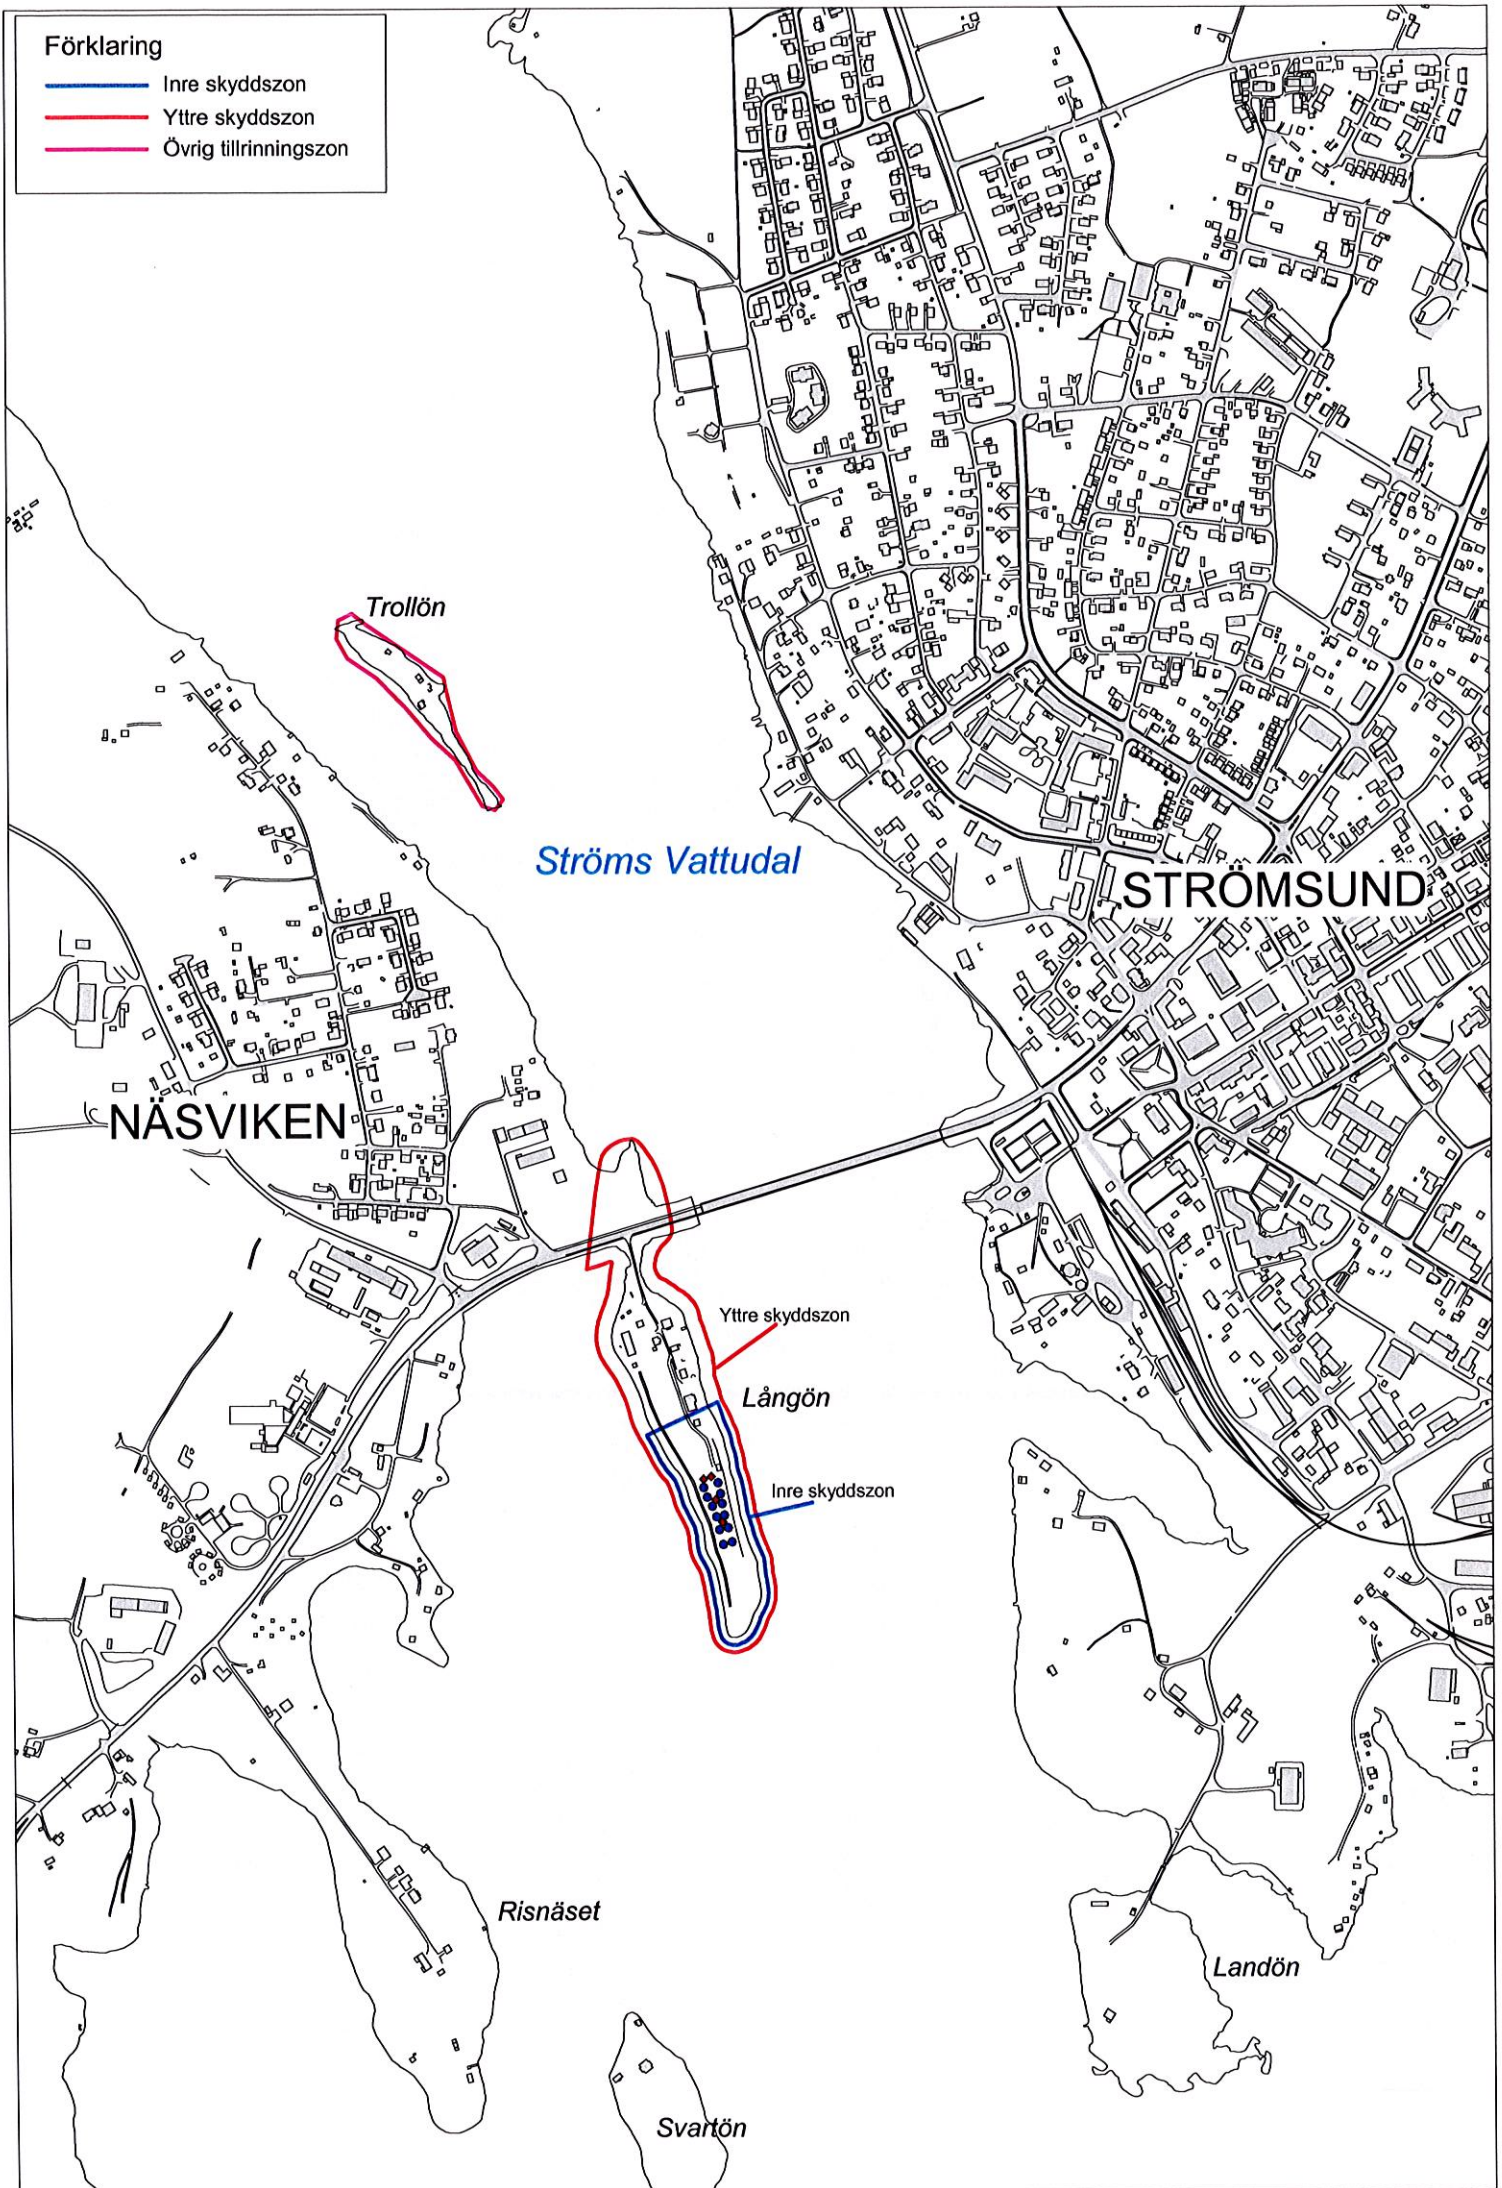 Förklaring
Inre skyddszon
Yttre skyddszon
Övrig tillrinningszon
Trollön
Ströms Vattudal
STRÖMSUND
NÄSVIKEN
Yttre skyddszon
Långön
Inre skyddszon
Risnäset
Landön
Svartön